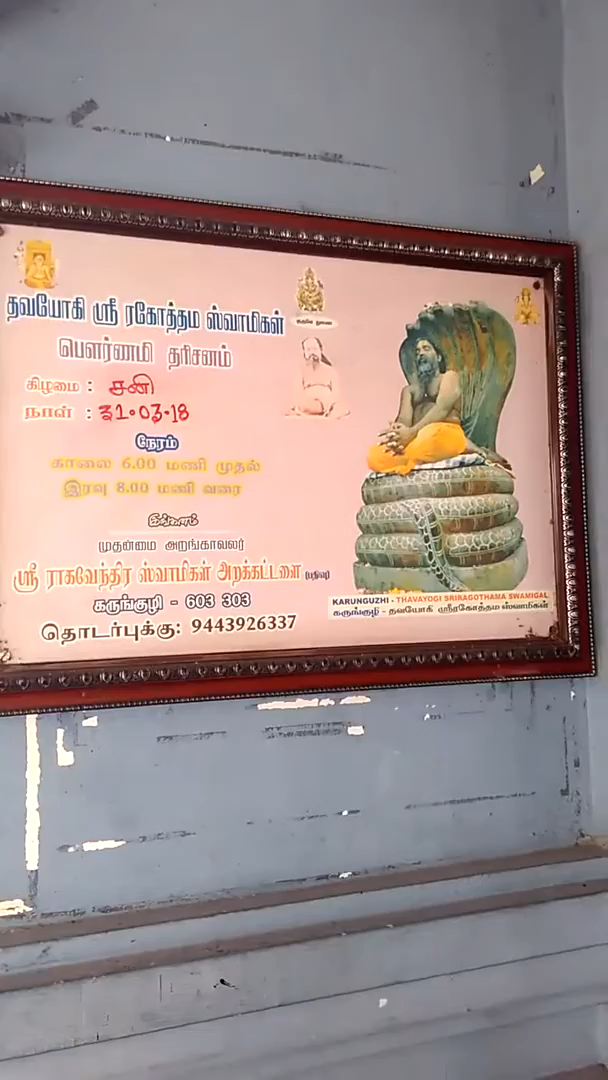 தவயோகி ஸ்ரீ ரகோத்தம ஸ்வாமிகள்
பௌர்ணமி தரிசனம்
கிழமை : சனி
நாள் : 31.03.18
நேரம்
காலை 6.00 மணி முதல்
இரவு 8.00 மணி வரை
இங்ஙனம்
முதன்மை அறங்காவலர்
ஸ்ரீ ராகவேந்திர ஸ்வாமிகள் அறக்கட்டளை (பதிவு)
கருங்குழி - 603 303
தொடர்புக்கு: 9443926337
குருவே துணை
KARUNGUZHI - THAVAYOGI SRIRAGOTHAMA SWAMIGAL
கருங்குழி - தவயோகி ஸ்ரீரகோத்தம ஸ்வாமிகள்